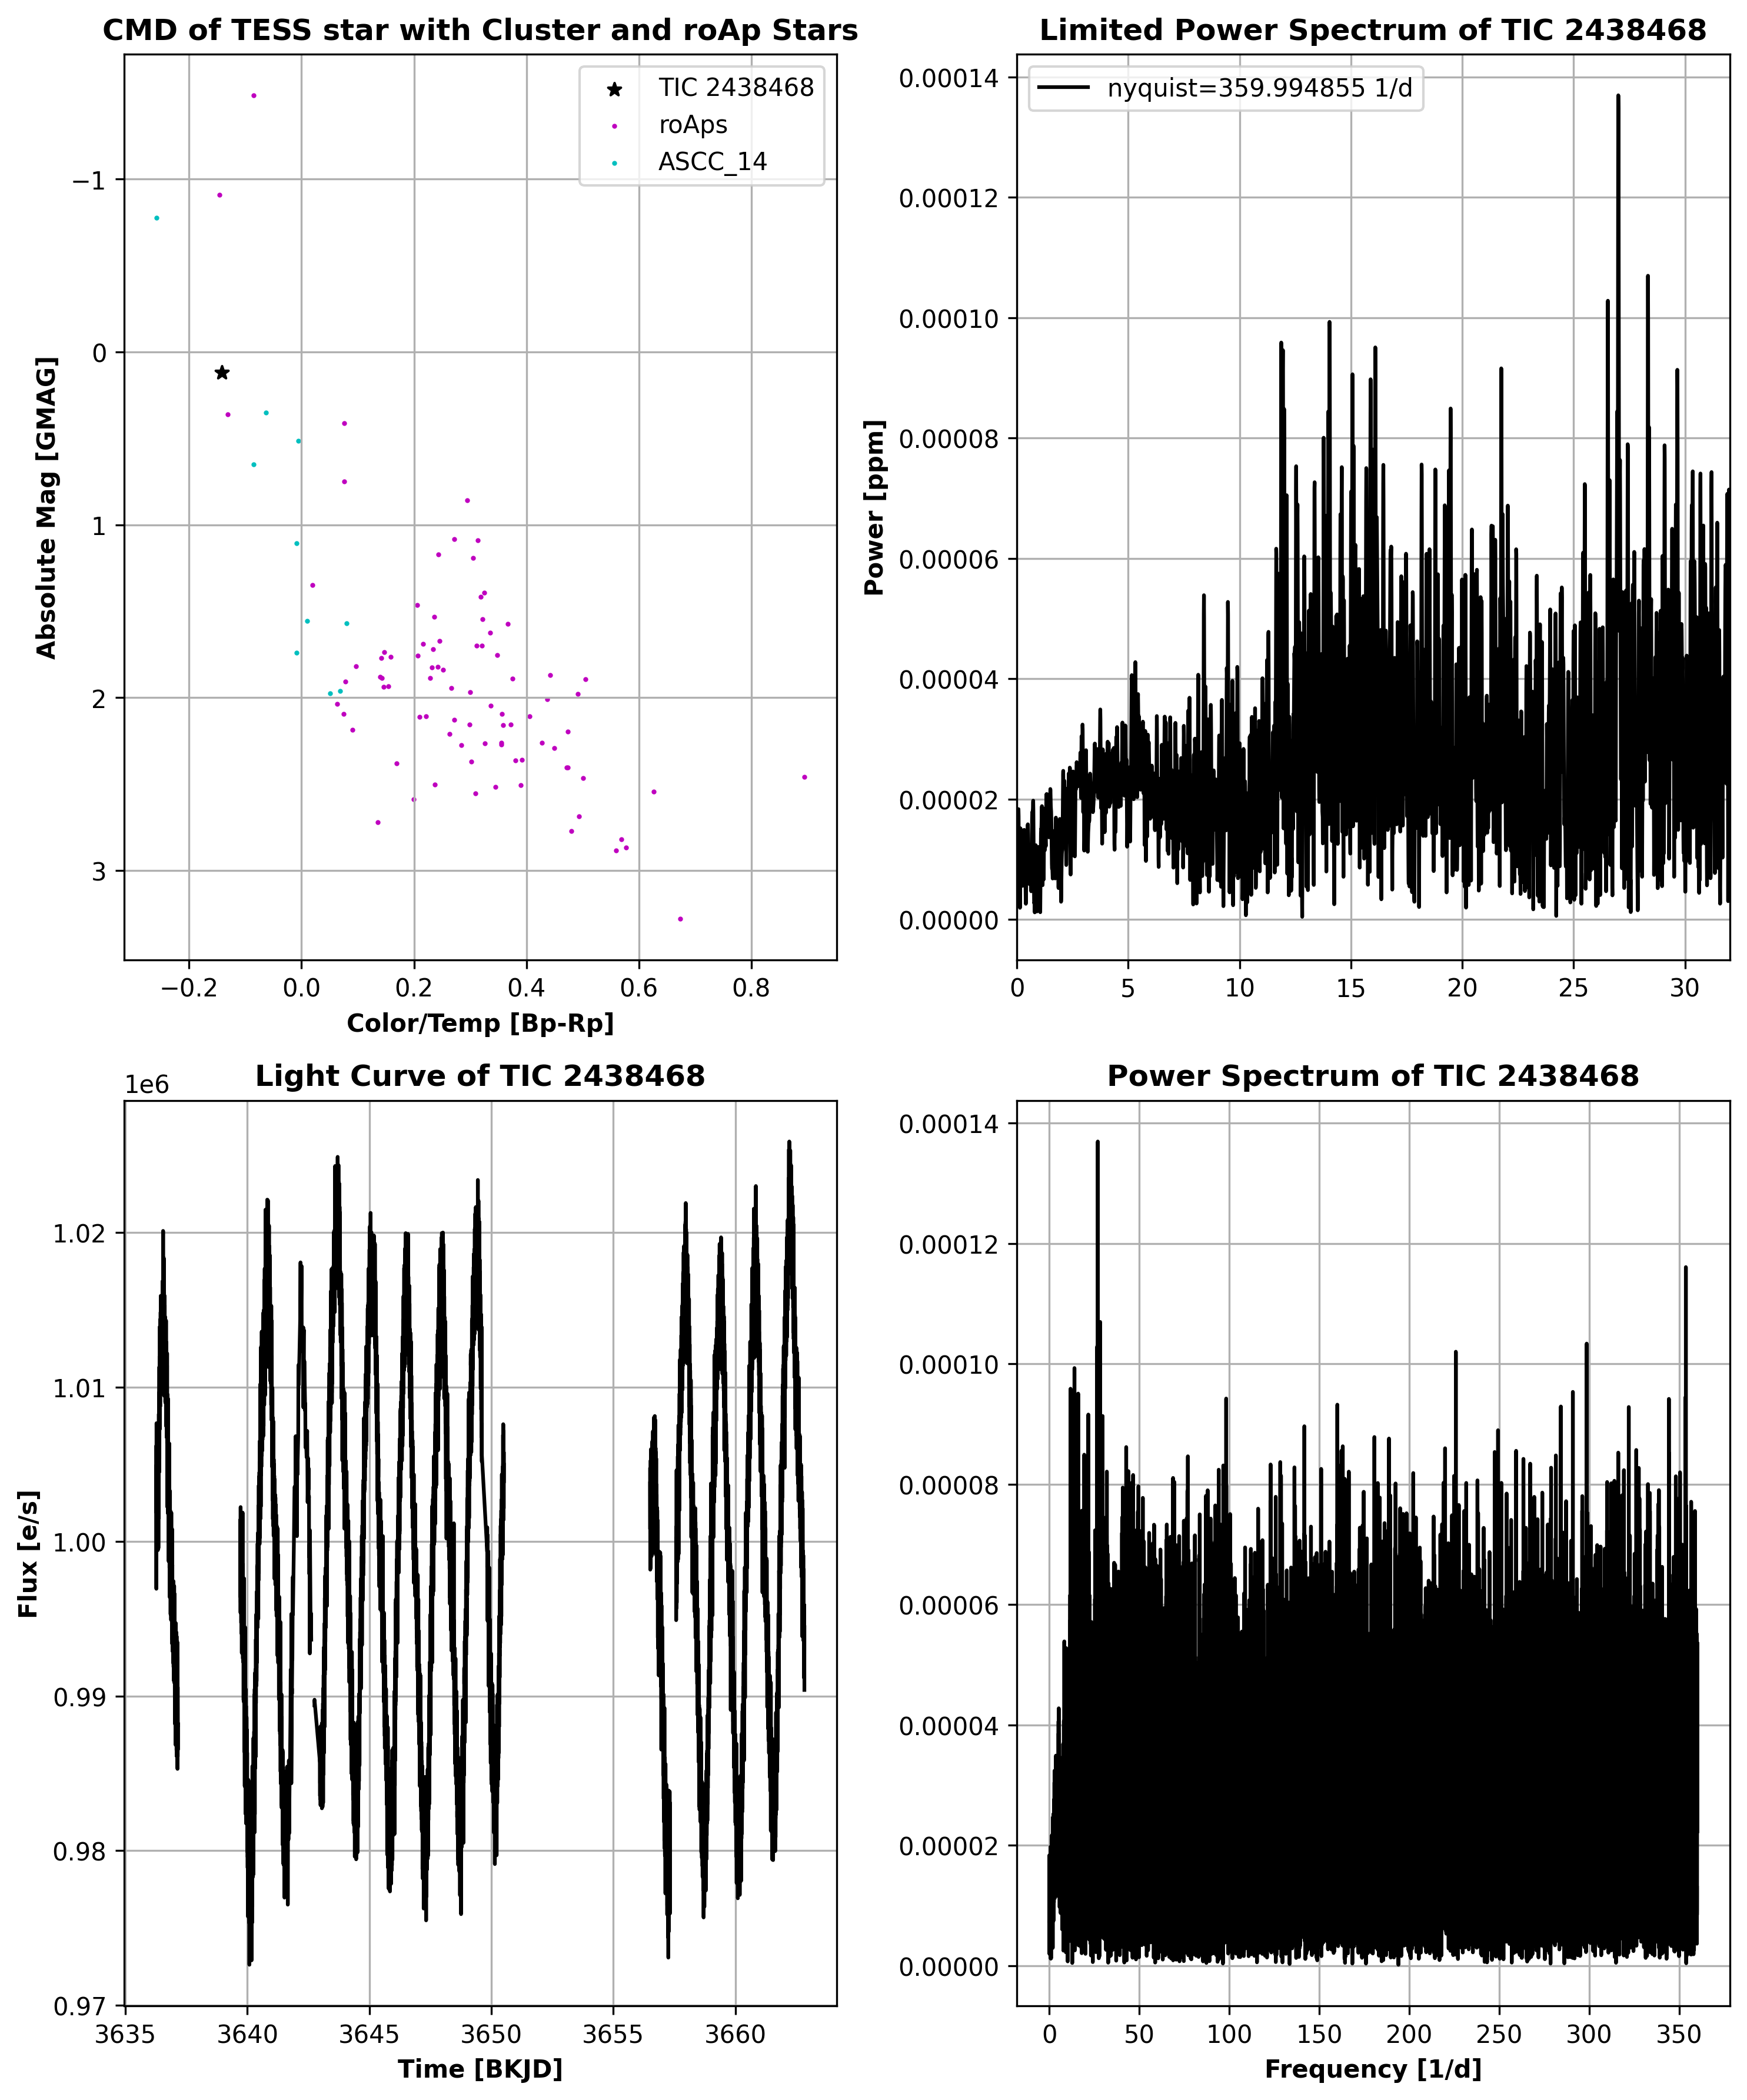 CMD of TESS star with Cluster and roAp Stars
TIC 2438468
roAps
ASCC_14
−1
0
1
2
3
Absolute Mag [GMAG]
−0.2 0.0 0.2 0.4 0.6 0.8
Color/Temp [Bp-Rp]
Limited Power Spectrum of TIC 2438468
nyquist=359.994855 1/d
0.00014
0.00012
0.00010
0.00008
0.00006
0.00004
0.00002
0.00000
Power [ppm]
0 5 10 15 20 25 30
Light Curve of TIC 2438468
1e6
1.02
1.01
1.00
0.99
0.98
0.97
Flux [e/s]
3635 3640 3645 3650 3655 3660
Time [BKJD]
Power Spectrum of TIC 2438468
0.00014
0.00012
0.00010
0.00008
0.00006
0.00004
0.00002
0.00000
0 50 100 150 200 250 300 350
Frequency [1/d]